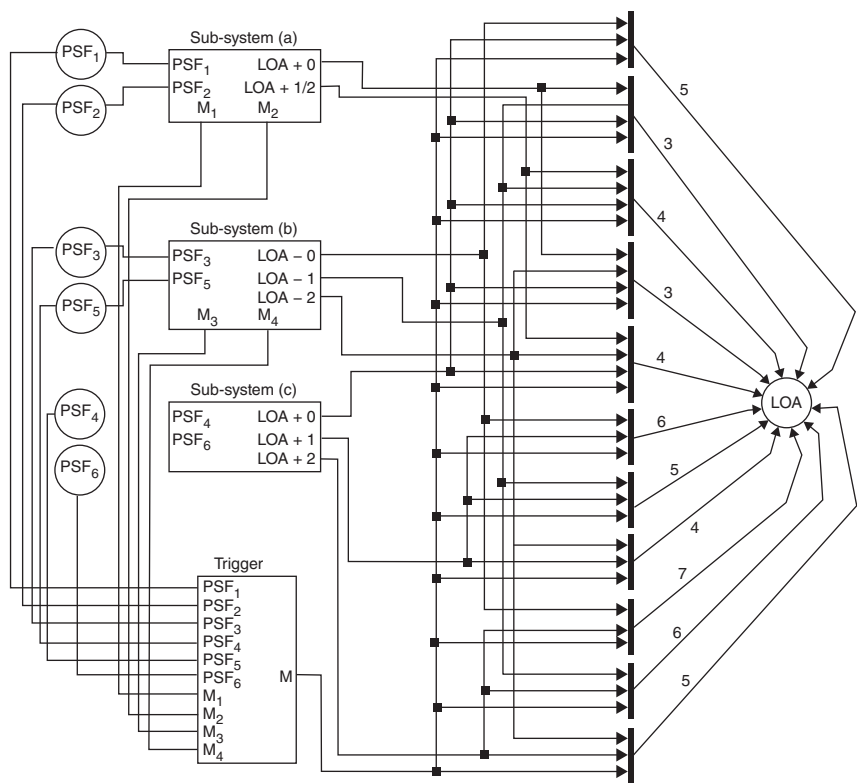 PSF1
PSF2
PSF3
PSF5
PSF4
PSF6
Sub-system (a)
PSF1 LOA + 0
PSF2 LOA + 1/2
M1 M2
Sub-system (b)
PSF3 LOA – 0
PSF5 LOA – 1
LOA – 2
M3 M4
Sub-system (c)
PSF4 LOA + 0
PSF6 LOA + 1
LOA + 2
Trigger
PSF1
PSF2
PSF3
PSF4
PSF5
PSF6
M1
M2
M3
M4
M
5
3
4
3
4
6
5
4
7
6
5
LOA